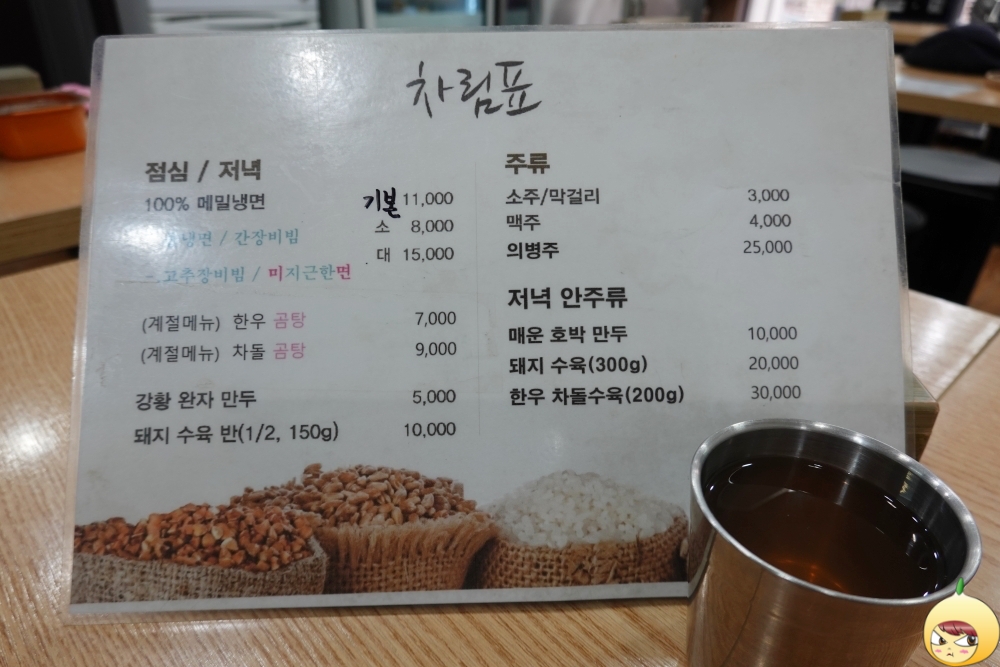 차림표
점심 / 저녁
100% 메밀냉면 기본 11,000
소 8,000
냉면 / 간장비빔
대 15,000
- 고추장비빔 / 미지근한면
(계절메뉴) 한우 곰탕 7,000
(계절메뉴) 차돌 곰탕 9,000
강황 완자 만두 5,000
돼지 수육 반(1/2, 150g) 10,000
주류
소주/막걸리 3,000
맥주 4,000
의병주 25,000
저녁 안주류
매운 호박 만두 10,000
돼지 수육(300g) 20,000
한우 차돌수육(200g) 30,000